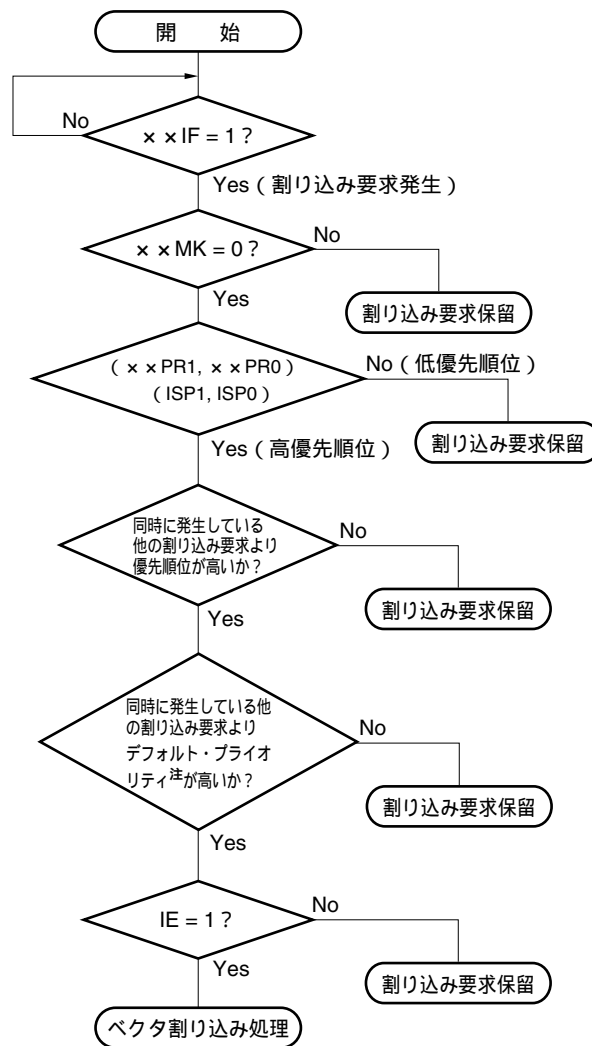 開 始
No
××IF = 1?
Yes(割り込み要求発生)
××MK = 0?
No
割り込み要求保留
Yes
(××PR1, ××PR0)
(ISP1, ISP0)
No(低優先順位)
割り込み要求保留
Yes(高優先順位)
同時に発生している
他の割り込み要求より
優先順位が高いか?
No
割り込み要求保留
Yes
同時に発生している他
の割り込み要求より
デフォルト・プライオ
リティ注が高いか?
No
割り込み要求保留
Yes
IE = 1?
No
割り込み要求保留
Yes
ベクタ割り込み処理